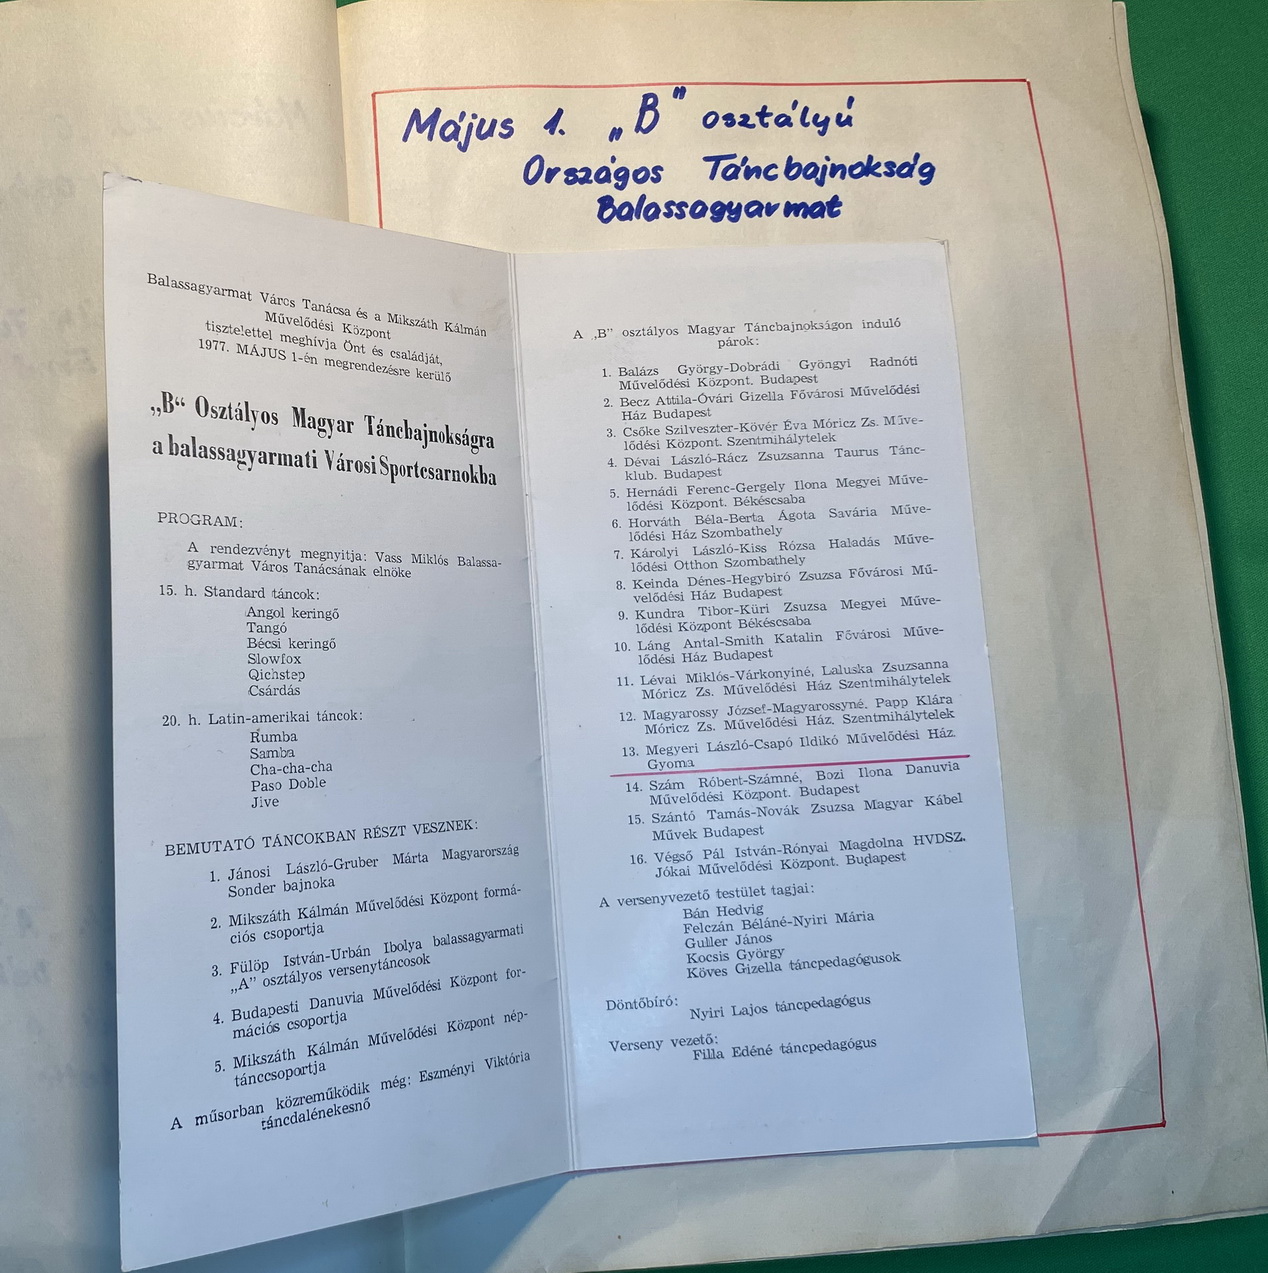 Május 1. „B" osztályú
Országos Táncbajnokság
Balassagyarmat
Balassagyarmat Város Tanácsa és a Mikszáth Kálmán
Művelődési Központ
tisztelettel meghívja Önt és családját,
1977. MÁJUS 1-én megrendezésre kerülő
„B“ Osztályos Magyar Táncbajnokságra
a balassagyarmati Városi Sportcsarnokba
PROGRAM:
A rendezvényt megnyitja: Vass Miklós Balassa-
gyarmat Város Tanácsának elnöke
15. h. Standard táncok:
Angol keringő
Tangó
Bécsi keringő
Slowfox
Qichstep
Csárdás
20. h. Latin-amerikai táncok:
Rumba
Samba
Cha-cha-cha
Paso Doble
Jive
BEMUTATÓ TÁNCOKBAN RÉSZT VESZNEK:
1. Jánosi László-Gruber Márta Magyarország
Sonder bajnoka
2. Mikszáth Kálmán Művelődési Központ formá-
ciós csoportja
3. Fülöp István-Urbán Ibolya balassagyarmati
„A” osztályos versenytáncosok
4. Budapesti Danuvia Művelődési Központ for-
mációs csoportja
5. Mikszáth Kálmán Művelődési Központ nép-
tánccsoportja
A műsorban közreműködik még: Eszményi Viktória
táncdalénekesnő
A „B” osztályos Magyar Táncbajnokságon induló
párok:
1. Balázs György-Dobrádi Gyöngyi Radnóti
Művelődési Központ. Budapest
2. Becz Attila-Óvári Gizella Fővárosi Művelődési
Ház Budapest
3. Csőke Szilveszter-Kövér Éva Móricz Zs. Műve-
lődési Központ. Szentmihálytelek
4. Dévai László-Rácz Zsuzsanna Taurus Tánc-
klub. Budapest
5. Hernádi Ferenc-Gergely Ilona Megyei Műve-
lődési Központ. Békéscsaba
6. Horváth Béla-Berta Ágota Savária Műve-
lődési Ház Szombathely
7. Károlyi László-Kiss Rózsa Haladás Műve-
lődési Otthon Szombathely
8. Keinda Dénes-Hegybíró Zsuzsa Fővárosi Mű-
velődési Ház Budapest
9. Kundra Tibor-Küri Zsuzsa Megyei Műve-
lődési Központ Békéscsaba
10. Láng Antal-Smith Katalin Fővárosi Műve-
lődési Ház Budapest
11. Lévai Miklós-Várkonyiné, Laluska Zsuzsanna
Móricz Zs. Művelődési Ház Szentmihálytelek
12. Magyarossy József-Magyarossyné. Papp Klára
Móricz Zs. Művelődési Ház. Szentmihálytelek
13. Megyeri László-Csapó Ildikó Művelődési Ház.
Gyoma
14. Szám Róbert-Számné, Bozi Ilona Danuvia
Művelődési Központ. Budapest
15. Szántó Tamás-Novák Zsuzsa Magyar Kábel
Művek Budapest
16. Végső Pál István-Rónyai Magdolna HVDSZ.
Jókai Művelődési Központ. Budapest
A versenyvezető testület tagjai:
Bán Hedvig
Felczán Béláné-Nyiri Mária
Guller János
Kocsis György
Köves Gizella táncpedagógusok
Döntőbíró:
Nyiri Lajos táncpedagógus
Verseny vezető:
Filla Edéné táncpedagógus